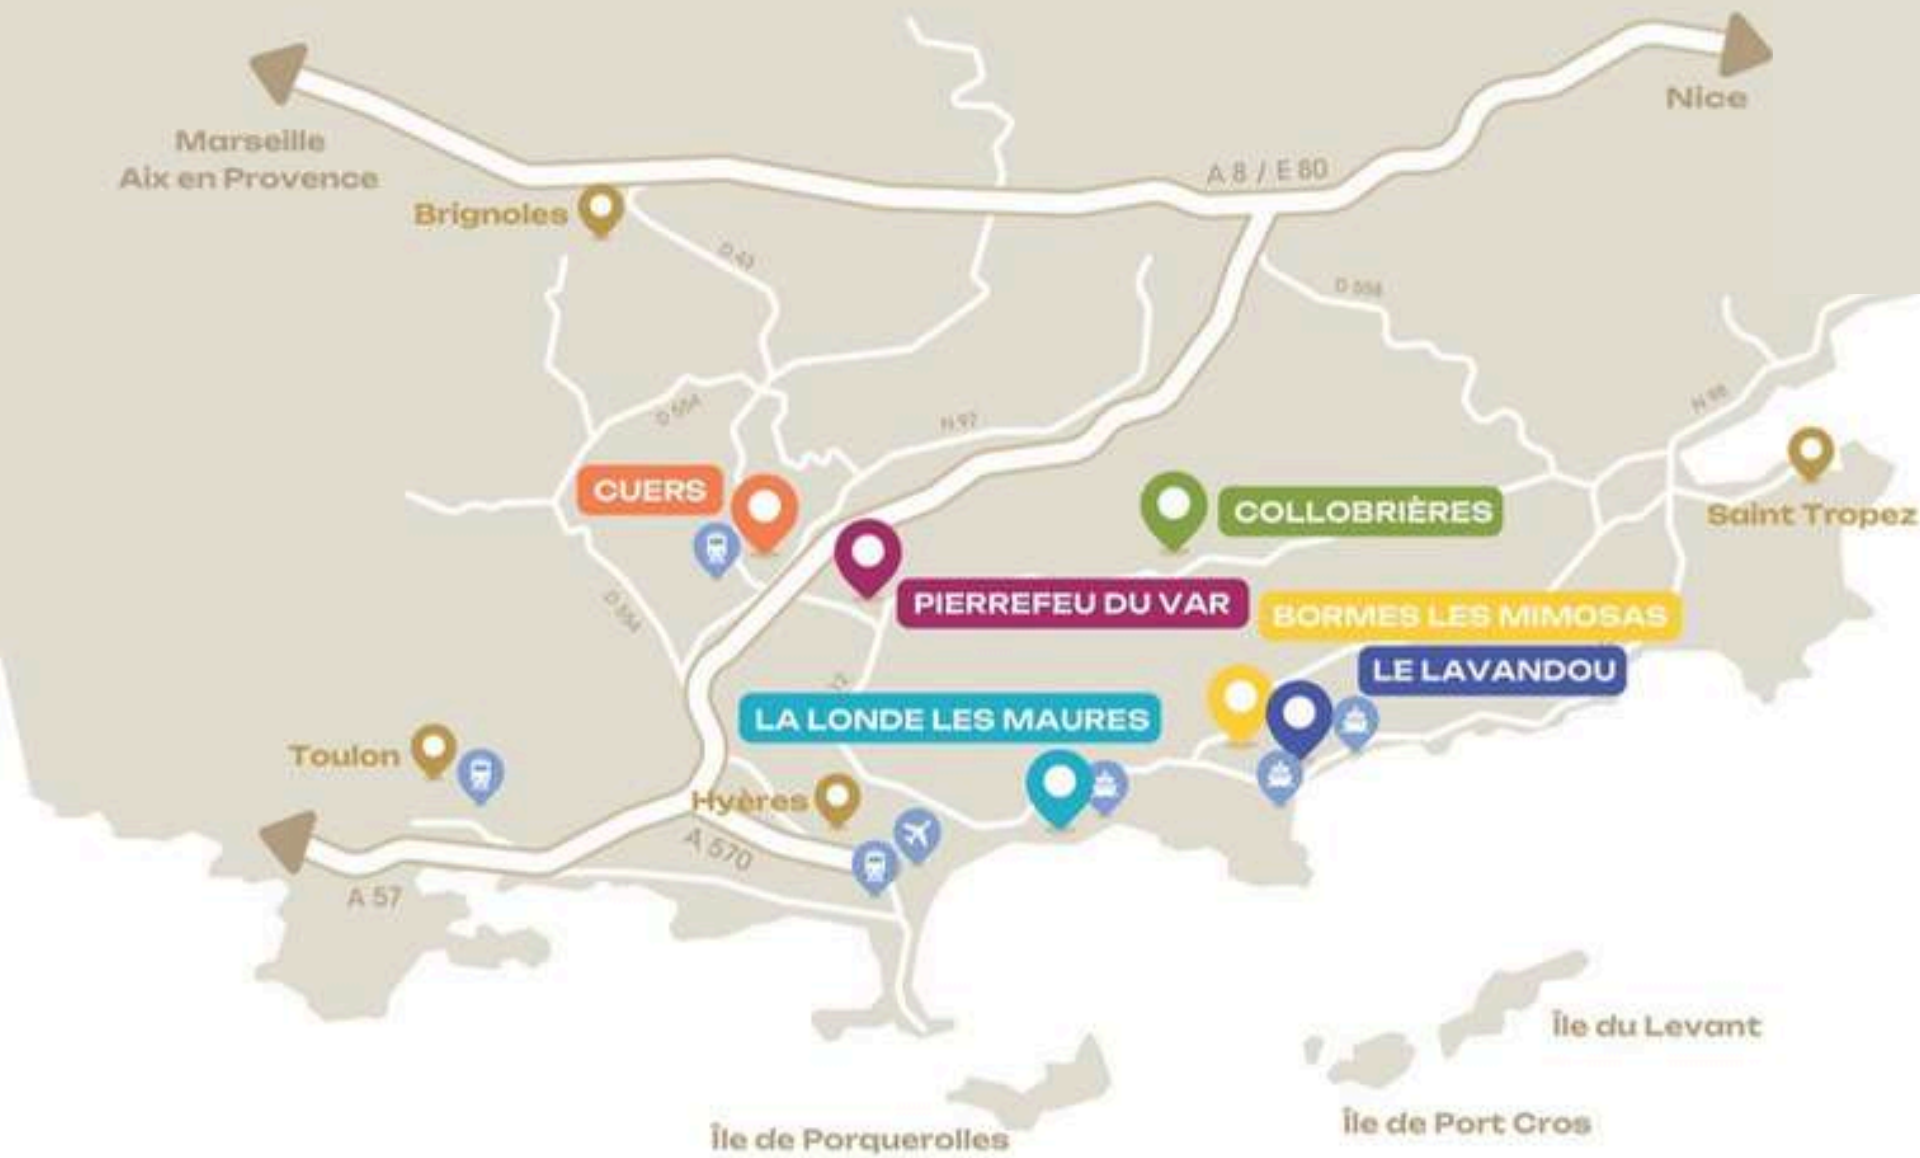 Nice
Marseille
Aix en Provence
A 8 / E 80
Brignoles
D 43
D 558
D 554
N 97
N 98
CUERS
COLLOBRIÈRES
Saint Tropez
PIERREFEU DU VAR
BORMES LES MIMOSAS
D 554
LE LAVANDOU
LA LONDE LES MAURES
Toulon
Hyères
A 570
A 57
Île du Levant
Île de Port Cros
Île de Porquerolles